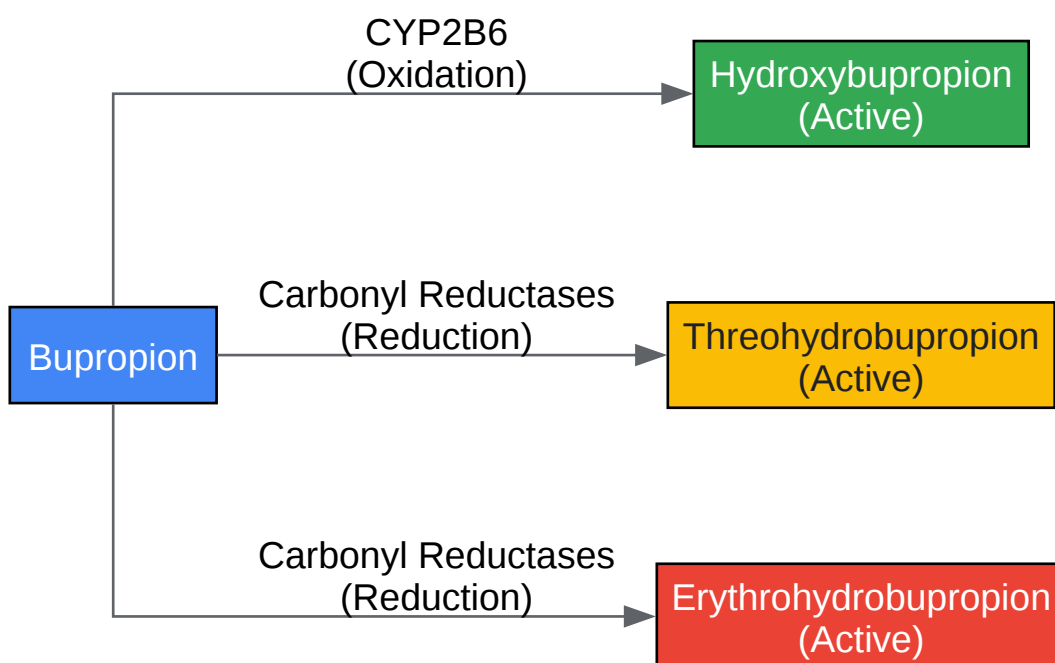 CYP2B6
(Oxidation)
Hydroxybupropion
(Active)
Carbonyl Reductases
(Reduction)
Bupropion
Threohydrobupropion
(Active)
Carbonyl Reductases
(Reduction)
Erythrohydrobupropion
(Active)